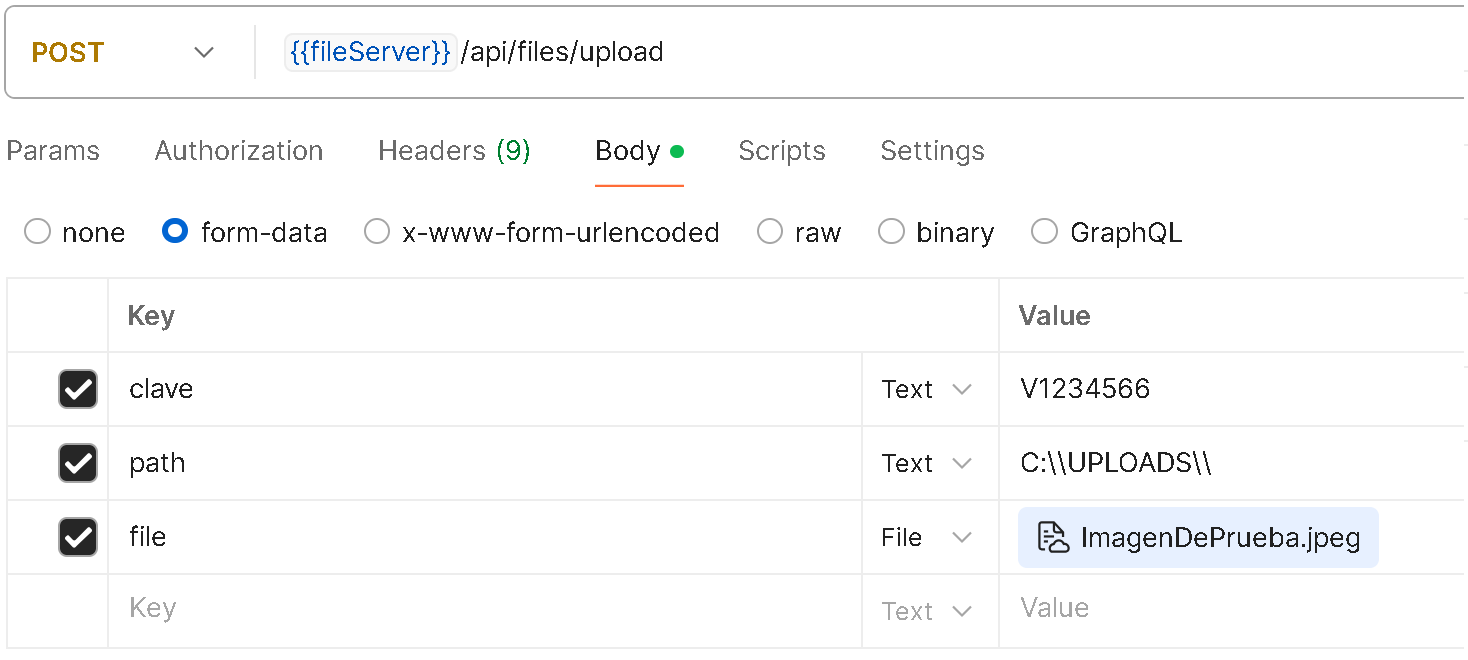 POST {{fileServer}} /api/files/upload
Params Authorization Headers (9) Body Scripts Settings
none form-data x-www-form-urlencoded raw binary GraphQL
Key Value
clave Text V1234566
path Text C:\\UPLOADS\\
file File ImagenDePrueba.jpeg
Key Text Value